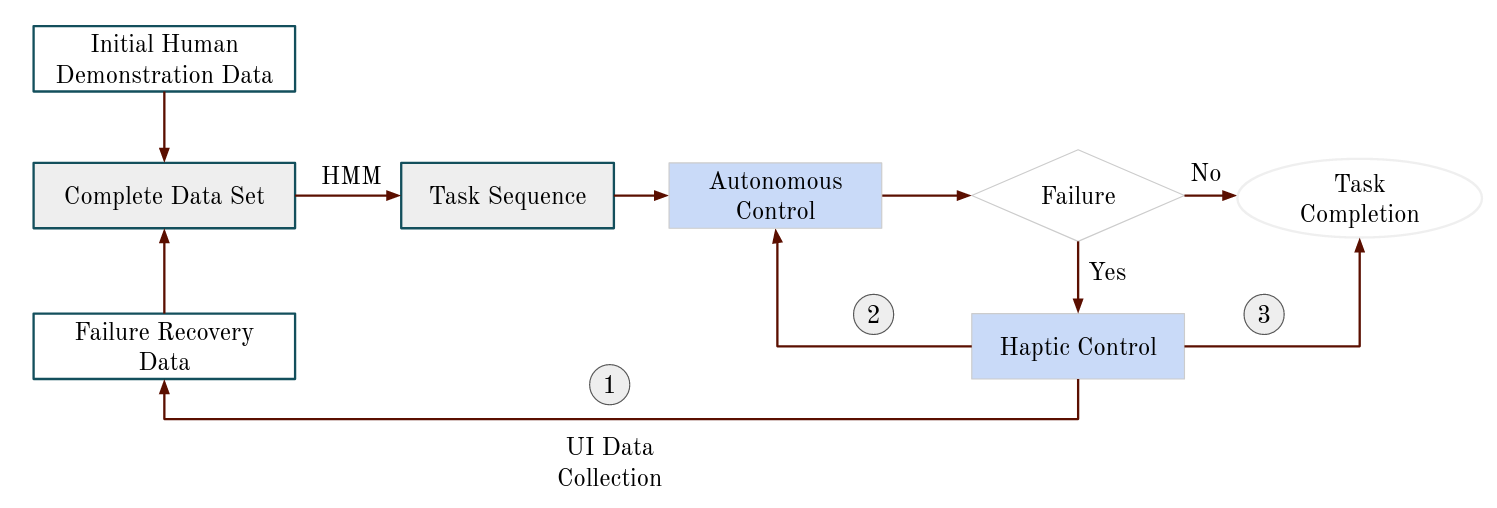 Initial Human
Demonstration Data
Complete Data Set
HMM
Task Sequence
Autonomous
Control
Failure
No
Task
Completion
Yes
Failure Recovery
Data
2
Haptic Control
3
1
UI Data
Collection